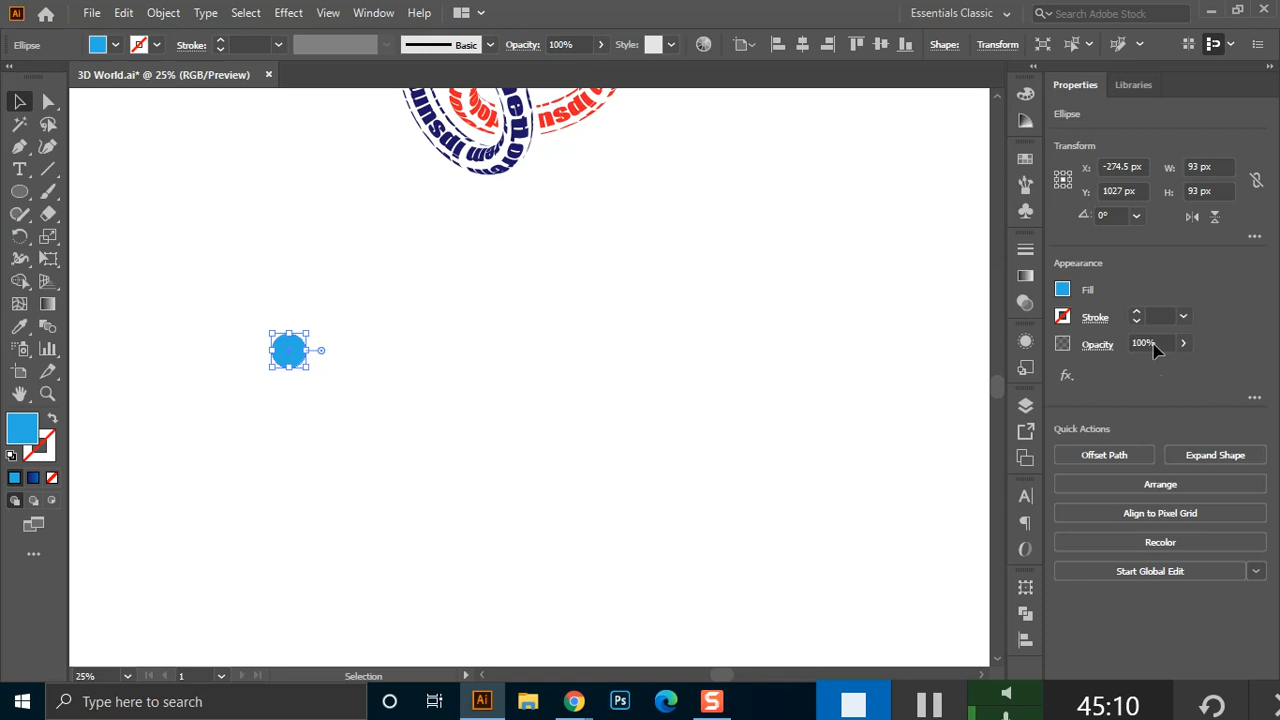 Ai File Edit Object Type Select Effect View Window Help Essentials Classic Search Adobe Stock
Ellipse Stroke: Basic Opacity: 100% Style: Shape: Transform
3D World.ai* @ 25% (RGB/Preview) ×
Properties Libraries
Ellipse
Transform
X: -274.5 px W: 93 px
Y: 1027 px H: 93 px
0°
Appearance
Fill
Stroke
Opacity 100%
fx.
Quick Actions
Offset Path Expand Shape
Arrange
Align to Pixel Grid
Recolor
Start Global Edit
25% 1 Selection
Type here to search Ai Ps S 45:10